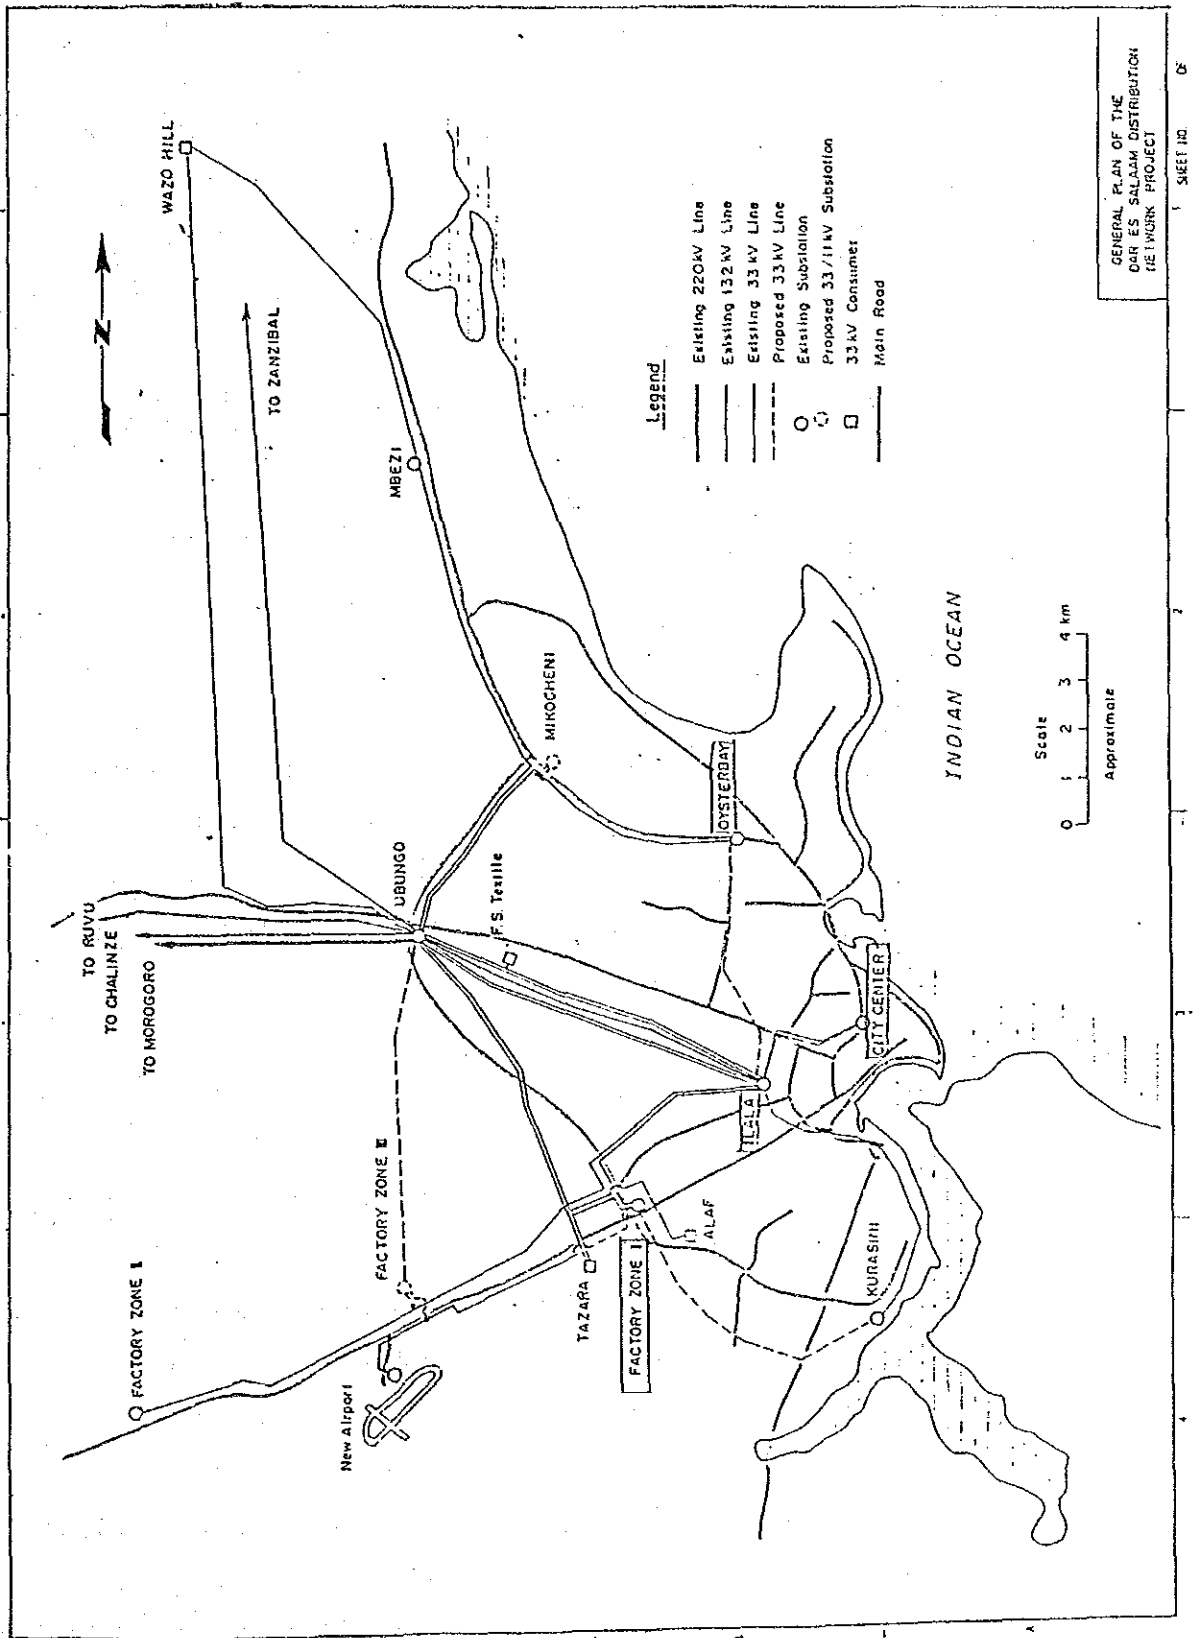 WAZO HILL
N
TO ZANZIBAL
MBEZI
TO RUVU
TO CHALINZE
TO MOROGORO
UBUNGO
MIKOCHENI
F.S. Textile
OYSTERBAY
CITY CENTER
ILALA
FACTORY ZONE
FACTORY ZONE
New Airport
TAZARA
FACTORY ZONE I
ALAF
KURASINI
INDIAN OCEAN
Legend
Existing 220kV Line
Existing 132kV Line
Existing 33kV Line
Proposed 33kV Line
Existing Substation
Proposed 33/11kV Substation
33kV Consumer
Main Road
Scale
0 1 2 3 4 km
Approximate
GENERAL PLAN OF THE
DAR ES SALAAM DISTRIBUTION
NETWORK PROJECT
SHEET NO. OF
2
3
4
A